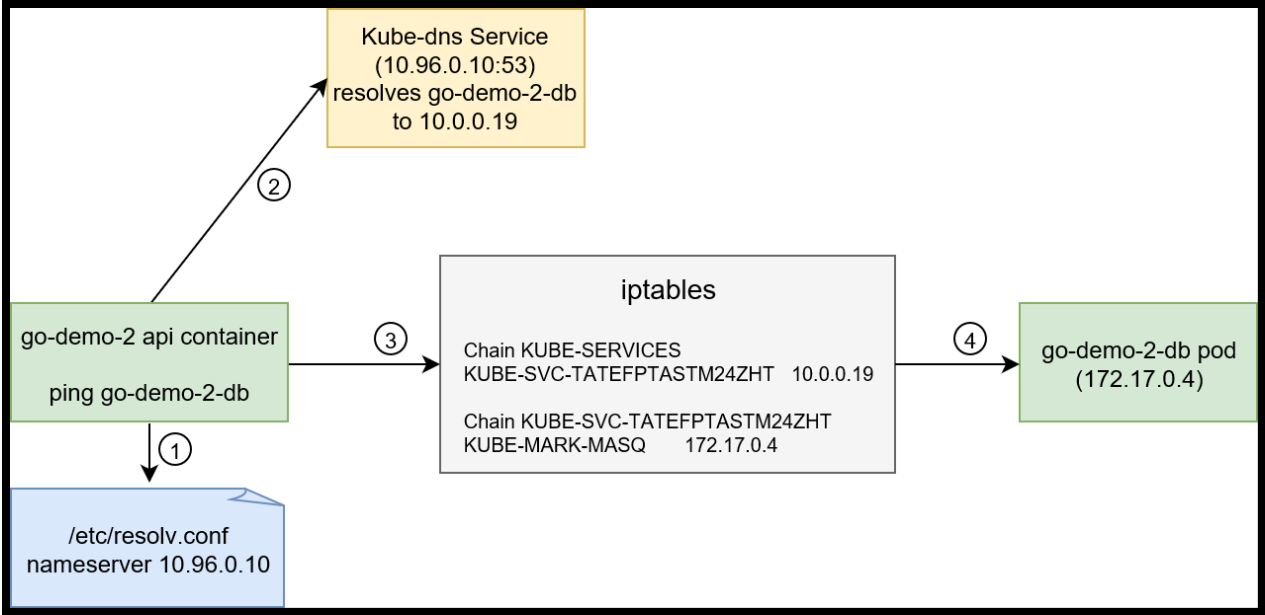 Kube-dns Service
(10.96.0.10:53)
resolves go-demo-2-db
to 10.0.0.19
2
go-demo-2 api container
ping go-demo-2-db
3
iptables
Chain KUBE-SERVICES
KUBE-SVC-TATEFPTASTM24ZHT 10.0.0.19
Chain KUBE-SVC-TATEFPTASTM24ZHT
KUBE-MARK-MASQ 172.17.0.4
4
go-demo-2-db pod
(172.17.0.4)
1
/etc/resolv.conf
nameserver 10.96.0.10